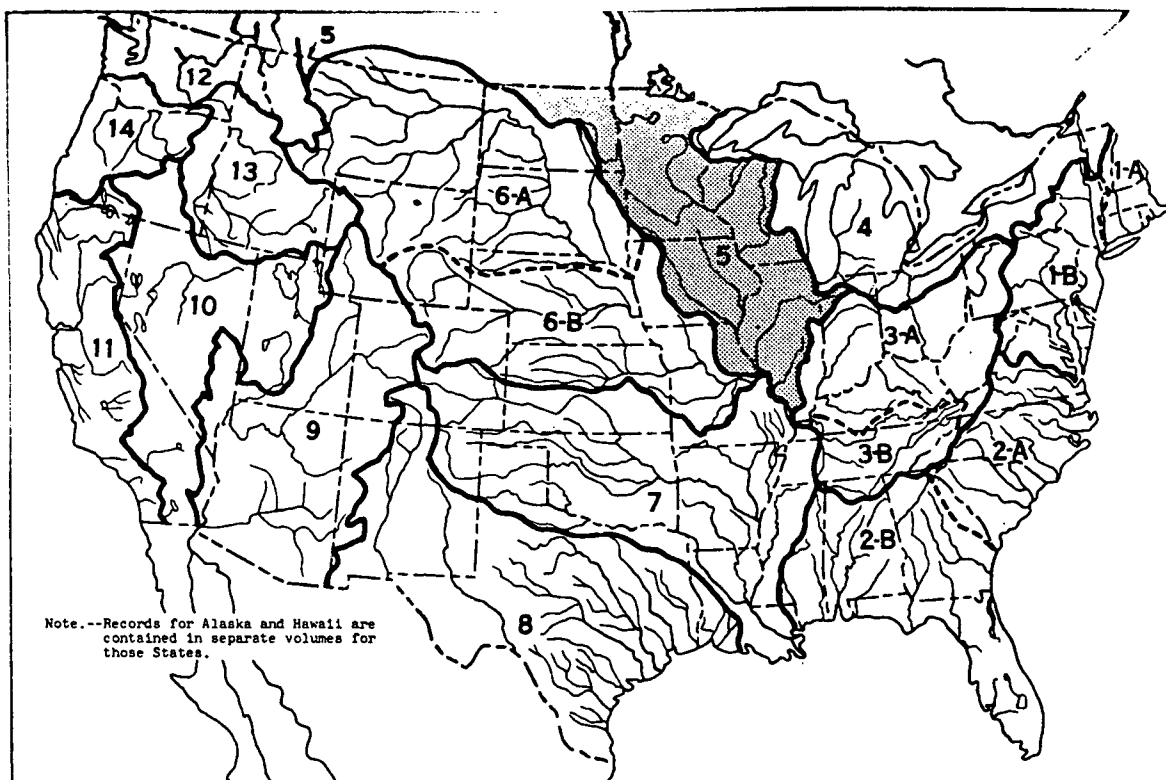 5
12
14
13
6-A
5
4
1-A
1-B
10
6-B
3-A
11
9
3-B
2-A
7
2-B
8
Note.--Records for Alaska and Hawaii are
contained in separate volumes for
those States.